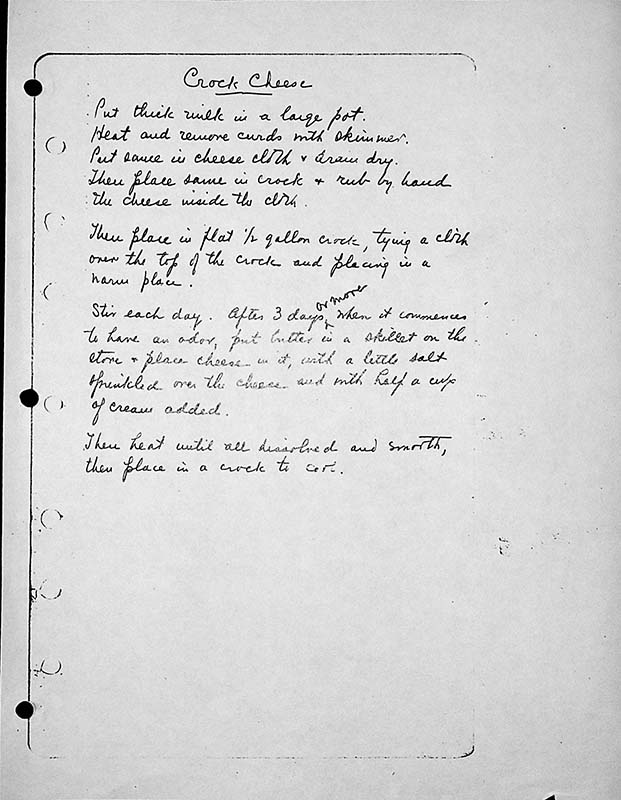 Crock Cheese
Put thick milk in a large pot.
Heat and remove curds with skimmer.
Put same in cheese cloth + drain dry.
Then place same in crock + rub by hand
the cheese inside the cloth.
Then place in flat 1/2 gallon crock, tying a cloth
over the top of the crock and placing in a
warm place.
Stir each day. After 3 days, or more when it commences
to have an odor, put butter in a skillet on the
stove + place cheese in it, with a little salt
sprinkled over the cheese and with half a cup
of cream added.
Then heat until all dissolved and smooth,
then place in a crock to cool.